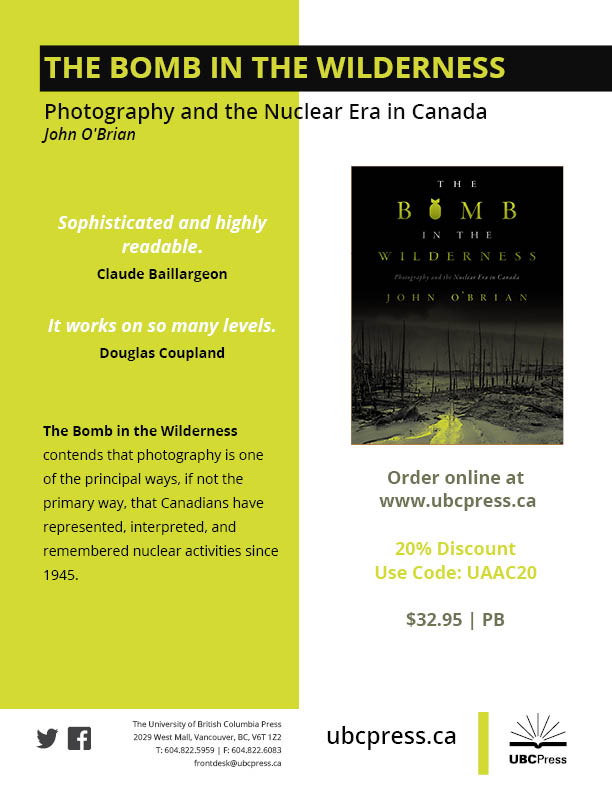 THE BOMB IN THE WILDERNESS
Photography and the Nuclear Era in Canada
John O'Brian
Sophisticated and highly
readable.
Claude Baillargeon
It works on so many levels.
Douglas Coupland
The Bomb in the Wilderness
contends that photography is one
of the principal ways, if not the
primary way, that Canadians have
represented, interpreted, and
remembered nuclear activities since
1945.
THE
BOMB
IN THE
WILDERNESS
Photography and the Nuclear Era in Canada
JOHN O'BRIAN
Order online at
www.ubcpress.ca
20% Discount
Use Code: UAAC20
$32.95 | PB
The University of British Columbia Press
2029 West Mall, Vancouver, BC, V6T 1Z2
T: 604.822.5959 | F: 604.822.6083
frontdesk@ubcpress.ca
ubcpress.ca
UBCPress